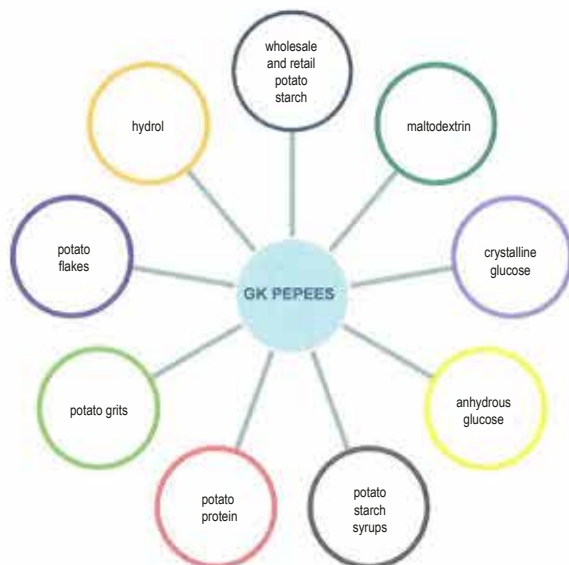 wholesale
and retail
potato
starch
maltodextrin
crystalline
glucose
anhydrous
glucose
potato
starch
syrups
potato
protein
potato grits
potato
flakes
hydrol
GK PEPEES